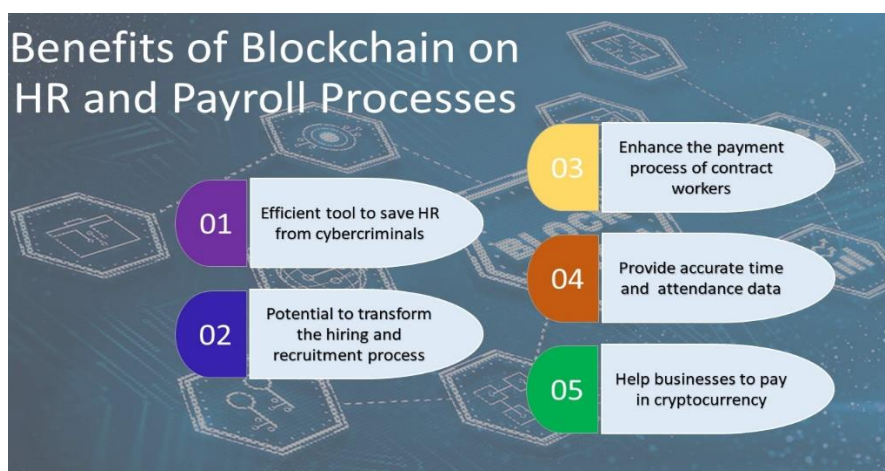 Benefits of Blockchain on
HR and Payroll Processes
01
Efficient tool to save HR
from cybercriminals
02
Potential to transform
the hiring and
recruitment process
03
Enhance the payment
process of contract
workers
04
Provide accurate time
and attendance data
05
Help businesses to pay
in cryptocurrency
BLOCK